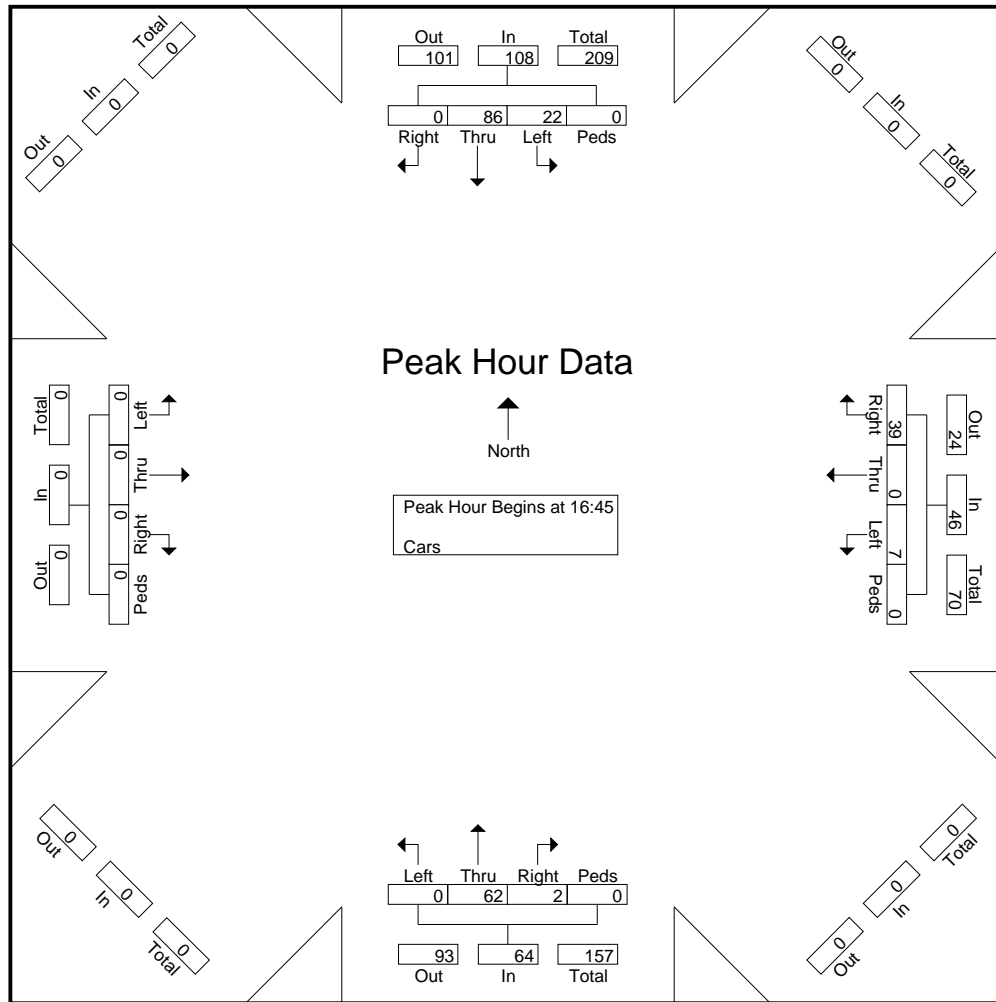 Out In Total
101 108 209
0 86 22 0
Right Thru Left Peds
Total
0
In
0
Out
0
Out
0
In
0
Total
0
Peak Hour Data
North
Peak Hour Begins at 16:45
Cars
Total
0
In
0
Out
0
Left
0
Thru
0
Right
0
Peds
0
Right
39
Thru
0
Left
7
Peds
0
Out
24
In
46
Total
70
Out
0
In
0
Total
0
Total
0
In
0
Out
0
Left Thru Right Peds
0 62 2 0
93 64 157
Out In Total